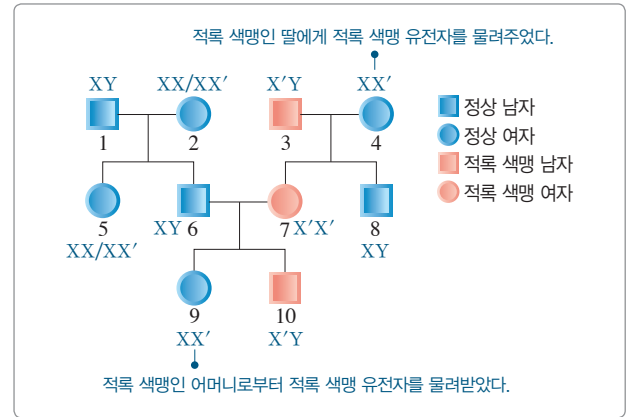 적록 색맹인 딸에게 적록 색맹 유전자를 물려주었다.
XY XX/XX′ X′Y XX′
1 2 3 4
정상 남자
정상 여자
적록 색맹 남자
적록 색맹 여자
5 XY 6 7 X′X′ 8
XX/XX′ XY
9 10
XX′ X′Y
적록 색맹인 어머니로부터 적록 색맹 유전자를 물려받았다.